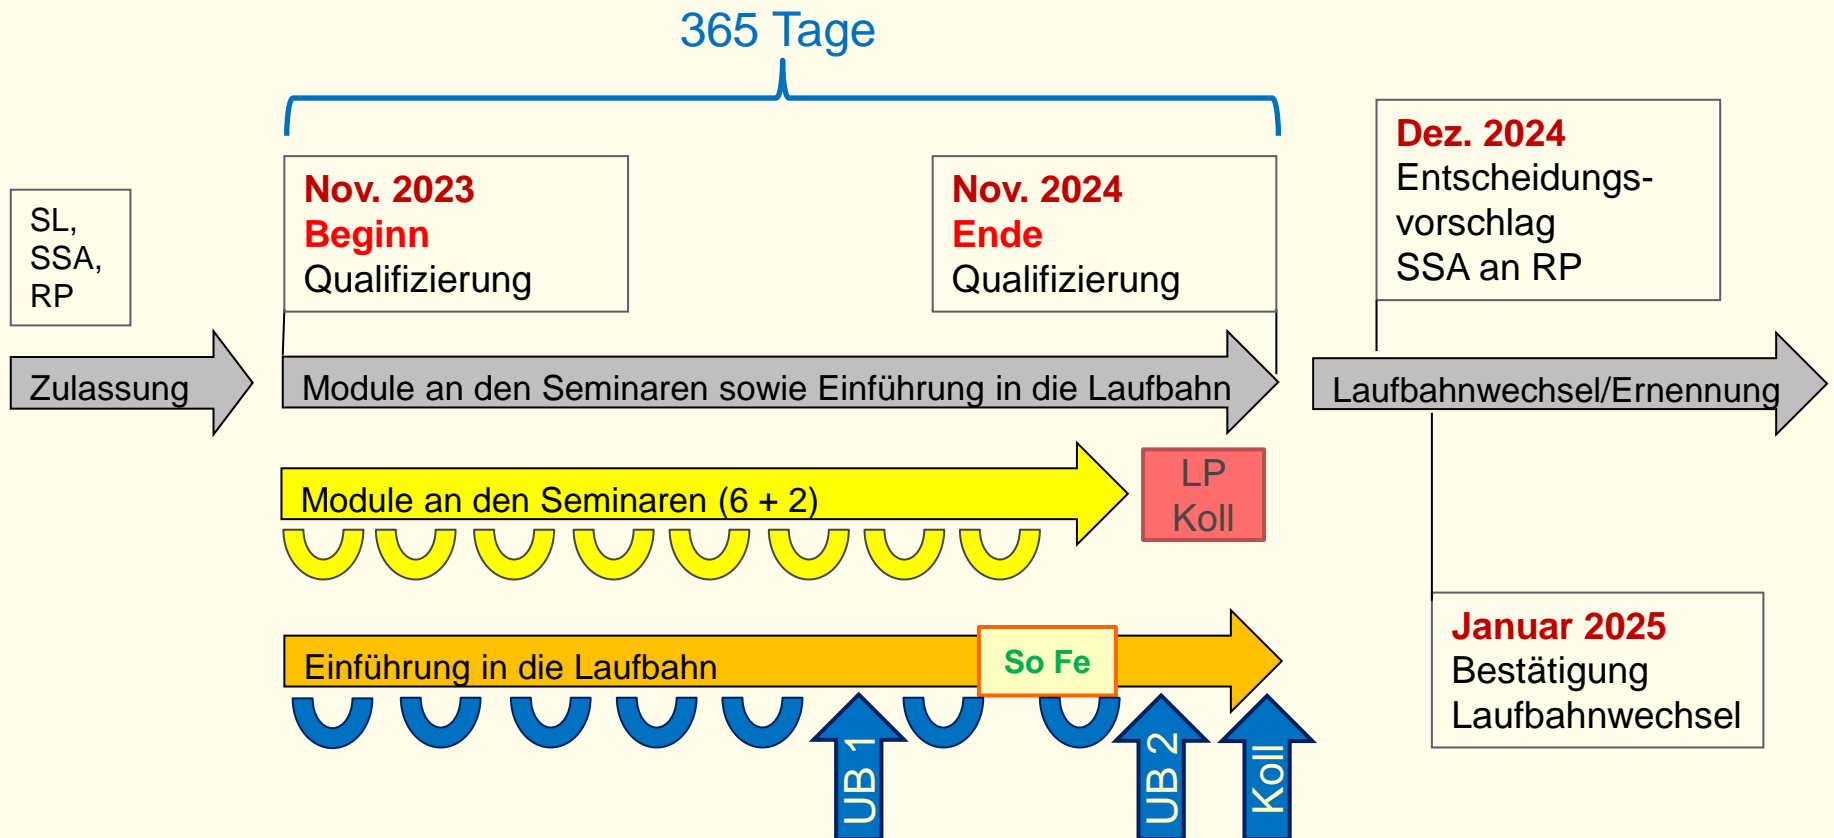 365 Tage
SL,
SSA,
RP
Nov. 2023
Beginn
Qualifizierung
Nov. 2024
Ende
Qualifizierung
Dez. 2024
Entscheidungs-
vorschlag
SSA an RP
Zulassung
Module an den Seminaren sowie Einführung in die Laufbahn
Laufbahnwechsel/Ernennung
Module an den Seminaren (6 + 2)
LP
Koll
Einführung in die Laufbahn
So Fe
UB 1
UB 2
Koll
Januar 2025
Bestätigung
Laufbahnwechsel